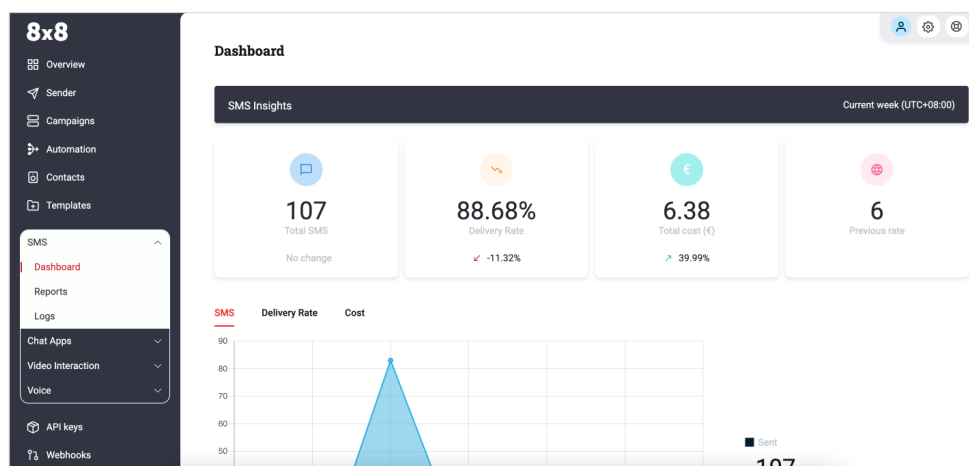 8x8
Overview
Sender
Campaigns
Automation
Contacts
Templates
SMS
Dashboard
Reports
Logs
Chat Apps
Video Interaction
Voice
API keys
Webhooks
Dashboard
SMS Insights
Current week (UTC+08:00)
107
Total SMS
No change
88.68%
Delivery Rate
-11.32%
€
6.38
Total cost (€)
39.99%
6
Previous rate
SMS Delivery Rate Cost
90
80
70
60
50
Sent
107